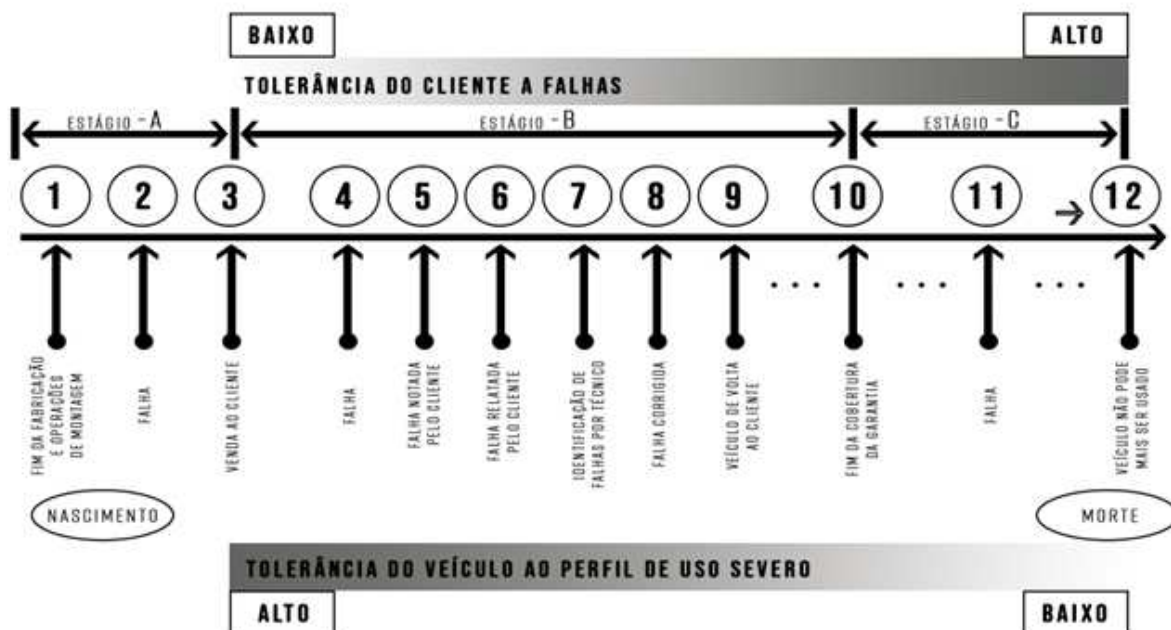 BAIXO
ALTO
TOLERÂNCIA DO CLIENTE A FALHAS
ESTÁGIO - A
ESTÁGIO - B
ESTÁGIO - C
1
2
3
4
5
6
7
8
9
10
11
12
FIM DA FABRICAÇÃO
E OPERAÇÕES
DE MONTAGEM
FALHA
VENDA AO CLIENTE
FALHA
FALHA NOTADA
PELO CLIENTE
FALHA RELATADA
PELO CLIENTE
IDENTIFICAÇÃO DE
FALHAS POR TÉCNICO
FALHA CORRIGIDA
VEÍCULO DE VOLTA
AO CLIENTE
FIM DA COBERTURA
DA GARANTIA
FALHA
VEÍCULO NÃO PODE
MAIS SER USADO
NASCIMENTO
MORTE
TOLERÂNCIA DO VEÍCULO AO PERFIL DE USO SEVERO
ALTO
BAIXO